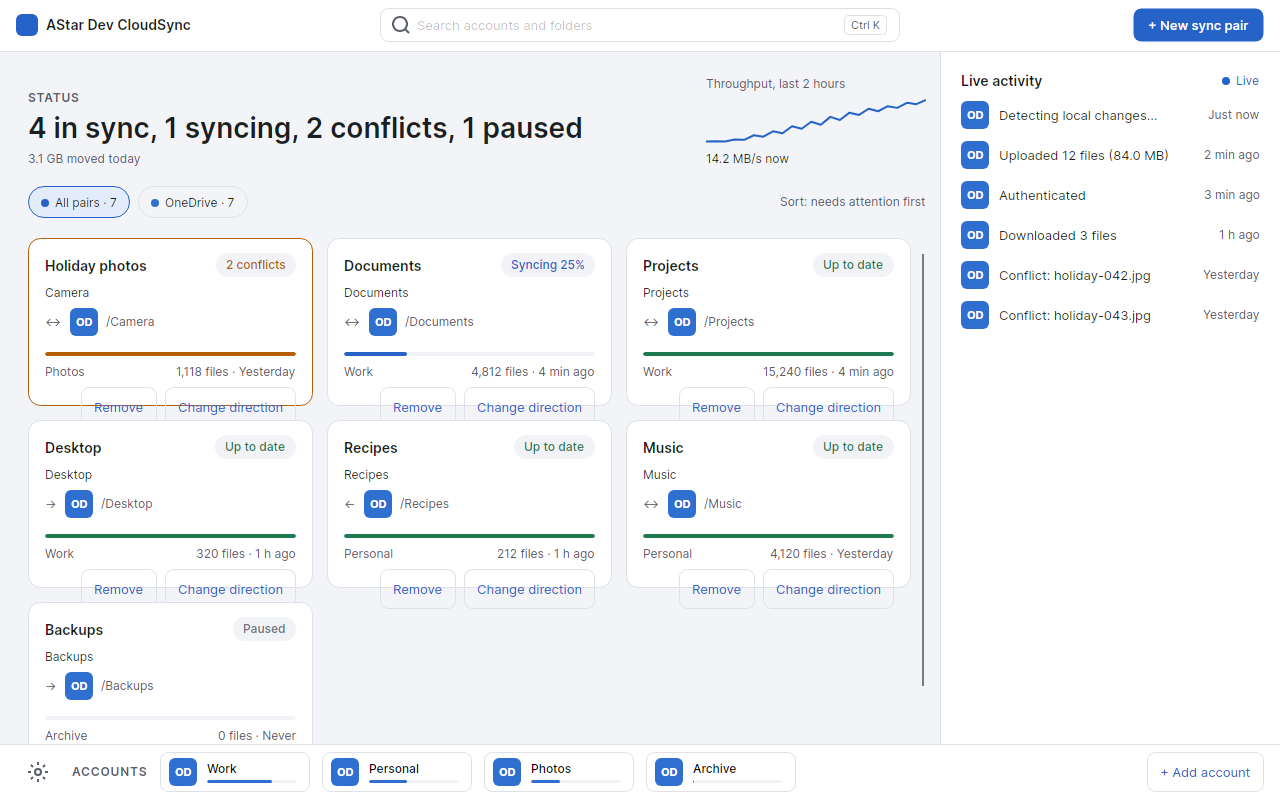 AStar Dev CloudSync
Search accounts and folders
Ctrl K
+ New sync pair
STATUS
4 in sync, 1 syncing, 2 conflicts, 1 paused
3.1 GB moved today
Throughput, last 2 hours
14.2 MB/s now
All pairs · 7
OneDrive · 7
Sort: needs attention first
Holiday photos
2 conflicts
Camera
↔ OD /Camera
Photos
1,118 files · Yesterday
Remove
Change direction
Documents
Syncing 25%
Documents
↔ OD /Documents
Work
4,812 files · 4 min ago
Remove
Change direction
Projects
Up to date
Projects
↔ OD /Projects
Work
15,240 files · 4 min ago
Remove
Change direction
Desktop
Up to date
Desktop
→ OD /Desktop
Work
320 files · 1 h ago
Remove
Change direction
Recipes
Up to date
Recipes
← OD /Recipes
Personal
212 files · 1 h ago
Remove
Change direction
Music
Up to date
Music
↔ OD /Music
Personal
4,120 files · Yesterday
Remove
Change direction
Backups
Paused
Backups
→ OD /Backups
Archive
0 files · Never
Live activity
Live
OD Detecting local changes... Just now
OD Uploaded 12 files (84.0 MB) 2 min ago
OD Authenticated 3 min ago
OD Downloaded 3 files 1 h ago
OD Conflict: holiday-042.jpg Yesterday
OD Conflict: holiday-043.jpg Yesterday
ACCOUNTS
OD Work
OD Personal
OD Photos
OD Archive
+ Add account